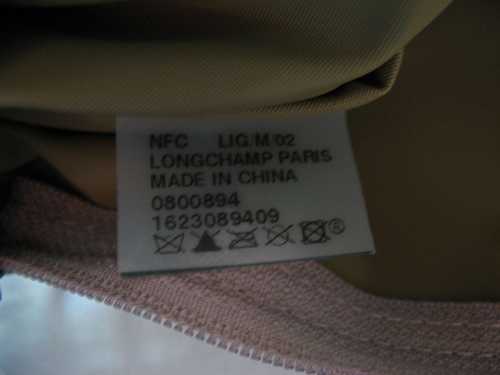 NFC LIG/M/02
LONGCHAMP PARIS
MADE IN CHINA
0800894
1623089409
®